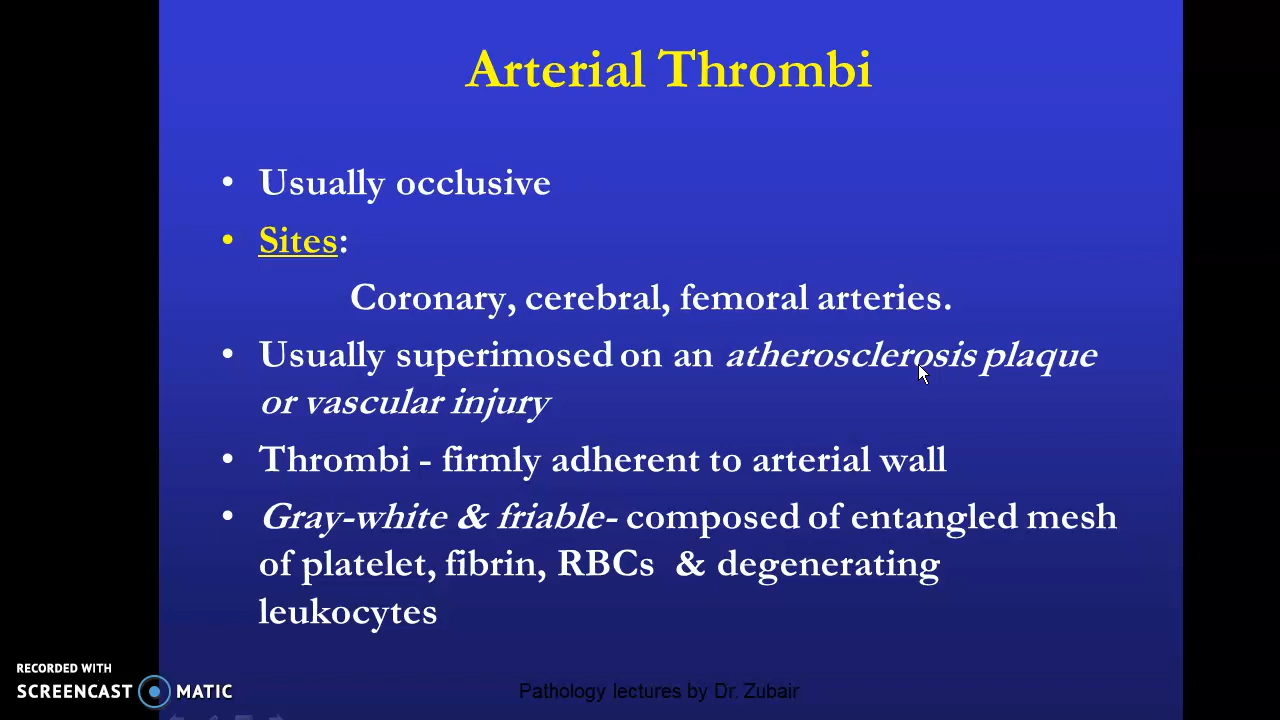 Arterial Thrombi
• Usually occlusive
• Sites:
Coronary, cerebral, femoral arteries.
• Usually superimosed on an atherosclerosis plaque
or vascular injury
• Thrombi - firmly adherent to arterial wall
• Gray-white & friable- composed of entangled mesh
of platelet, fibrin, RBCs & degenerating
leukocytes
RECORDED WITH
SCREENCAST MATIC
Pathology lectures by Dr. Zubair